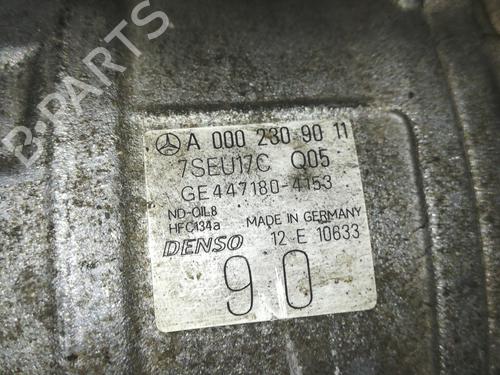 A 000 230 90 11
7SEU17C Q05
GE447180-4153
ND-OIL8
HFC134a MADE IN GERMANY
DENSO 12-E 10633
90
B-PARTS